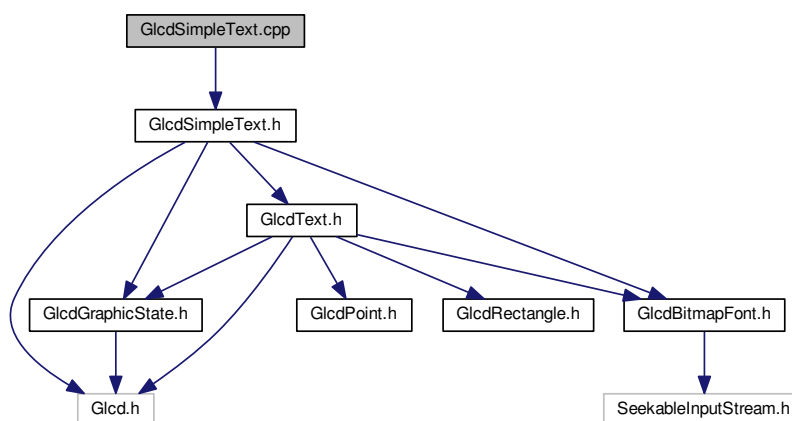 GlcdSimpleText.cpp
GlcdSimpleText.h
GlcdText.h
GlcdGraphicState.h
GlcdPoint.h
GlcdRectangle.h
GlcdBitmapFont.h
Glcd.h
SeekableInputStream.h